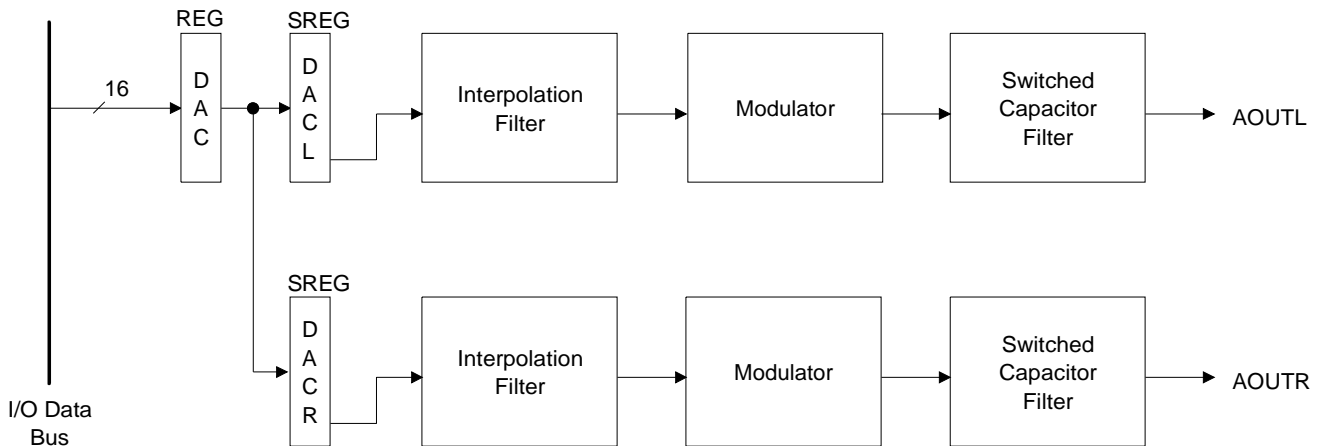 REG
SREG
16
D
A
C
D
A
C
L
Interpolation
Filter
Modulator
Switched
Capacitor
Filter
AOUTL
SREG
D
A
C
R
Interpolation
Filter
Modulator
Switched
Capacitor
Filter
AOUTR
I/O Data
Bus